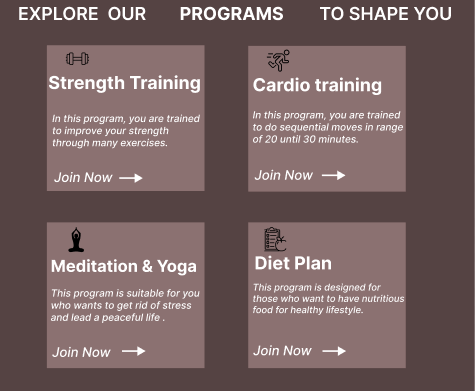 EXPLORE OUR PROGRAMS TO SHAPE YOU
Strength Training
In this program, you are trained
to improve your strength
through many exercises.
Join Now
Cardio training
In this program, you are trained
to do sequential moves in range
of 20 until 30 minutes.
Join Now
Meditation & Yoga
This program is suitable for you
who wants to get rid of stress
and lead a peaceful life .
Join Now
Diet Plan
This program is designed for
those who want to have nutritious
food for healthy lifestyle.
Join Now